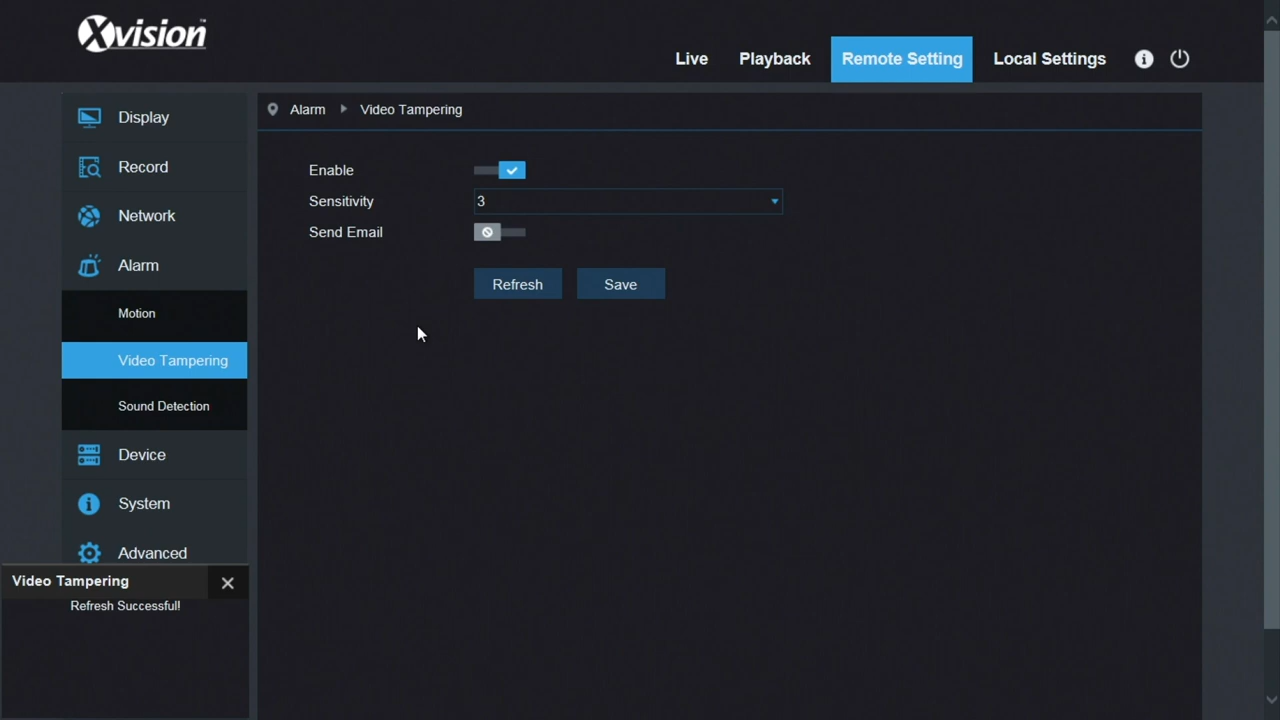 Xvision™
Live
Playback
Remote Setting
Local Settings
Display
Record
Network
Alarm
Motion
Video Tampering
Sound Detection
Device
System
Advanced
Alarm
Video Tampering
Enable
Sensitivity
3
Send Email
Refresh
Save
Video Tampering
Refresh Successful!